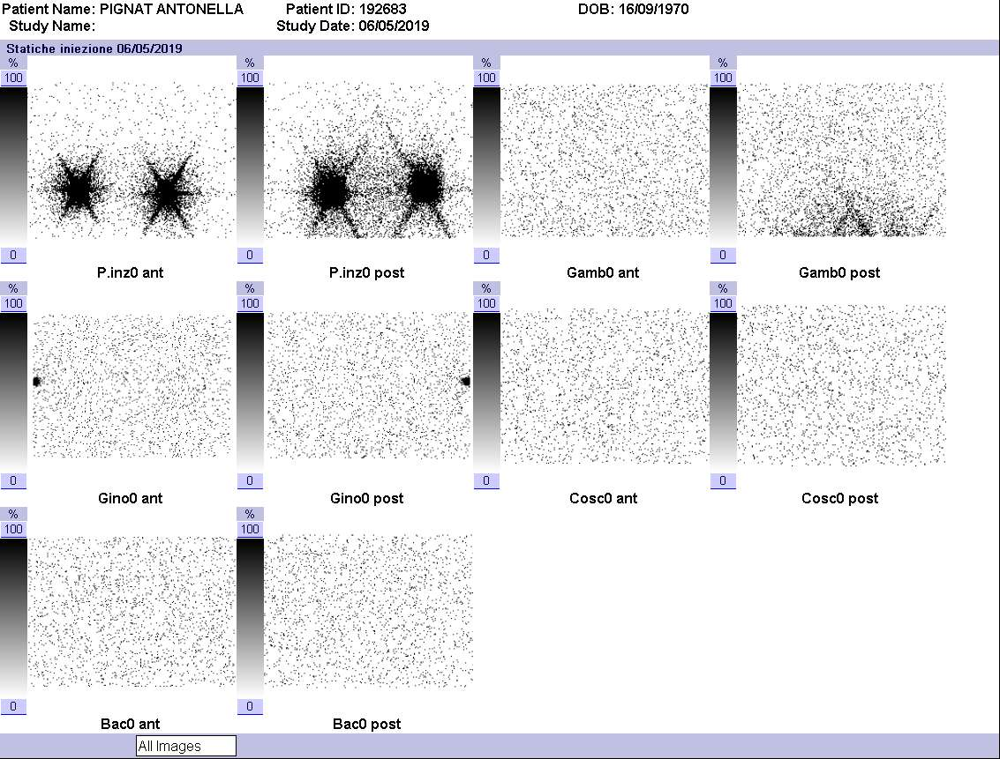 Patient Name: PIGNAT ANTONELLA Patient ID: 192683 DOB: 16/09/1970
Study Name: Study Date: 06/05/2019
Statiche iniezione 06/05/2019
% % % %
100 100 100 100
0 0 0 0
P.inz0 ant P.inz0 post Gamb0 ant Gamb0 post
% % % %
100 100 100 100
0 0 0 0
Gino0 ant Gino0 post Cosc0 ant Cosc0 post
% %
100 100
0 0
Bac0 ant Bac0 post
All Images